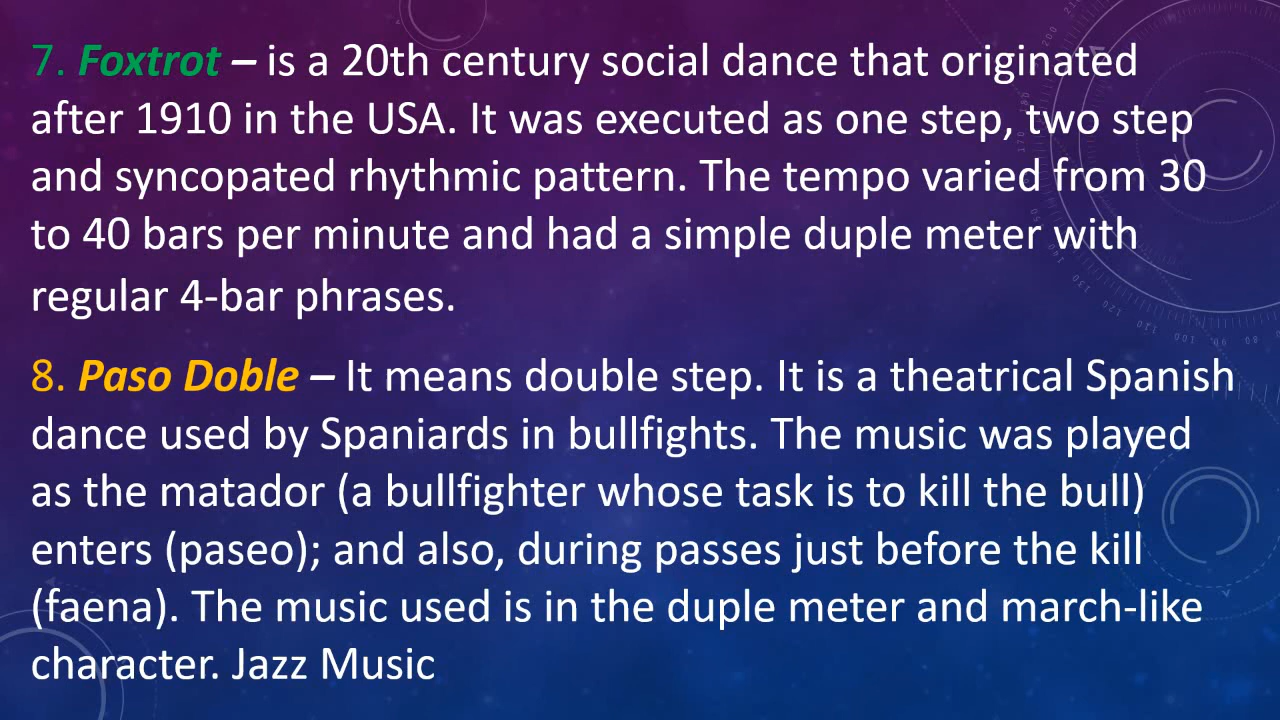 7. Foxtrot – is a 20th century social dance that originated
after 1910 in the USA. It was executed as one step, two step
and syncopated rhythmic pattern. The tempo varied from 30
to 40 bars per minute and had a simple duple meter with
regular 4-bar phrases.
8. Paso Doble – It means double step. It is a theatrical Spanish
dance used by Spaniards in bullfights. The music was played
as the matador (a bullfighter whose task is to kill the bull)
enters (paseo); and also, during passes just before the kill
(faena). The music used is in the duple meter and march-like
character. Jazz Music